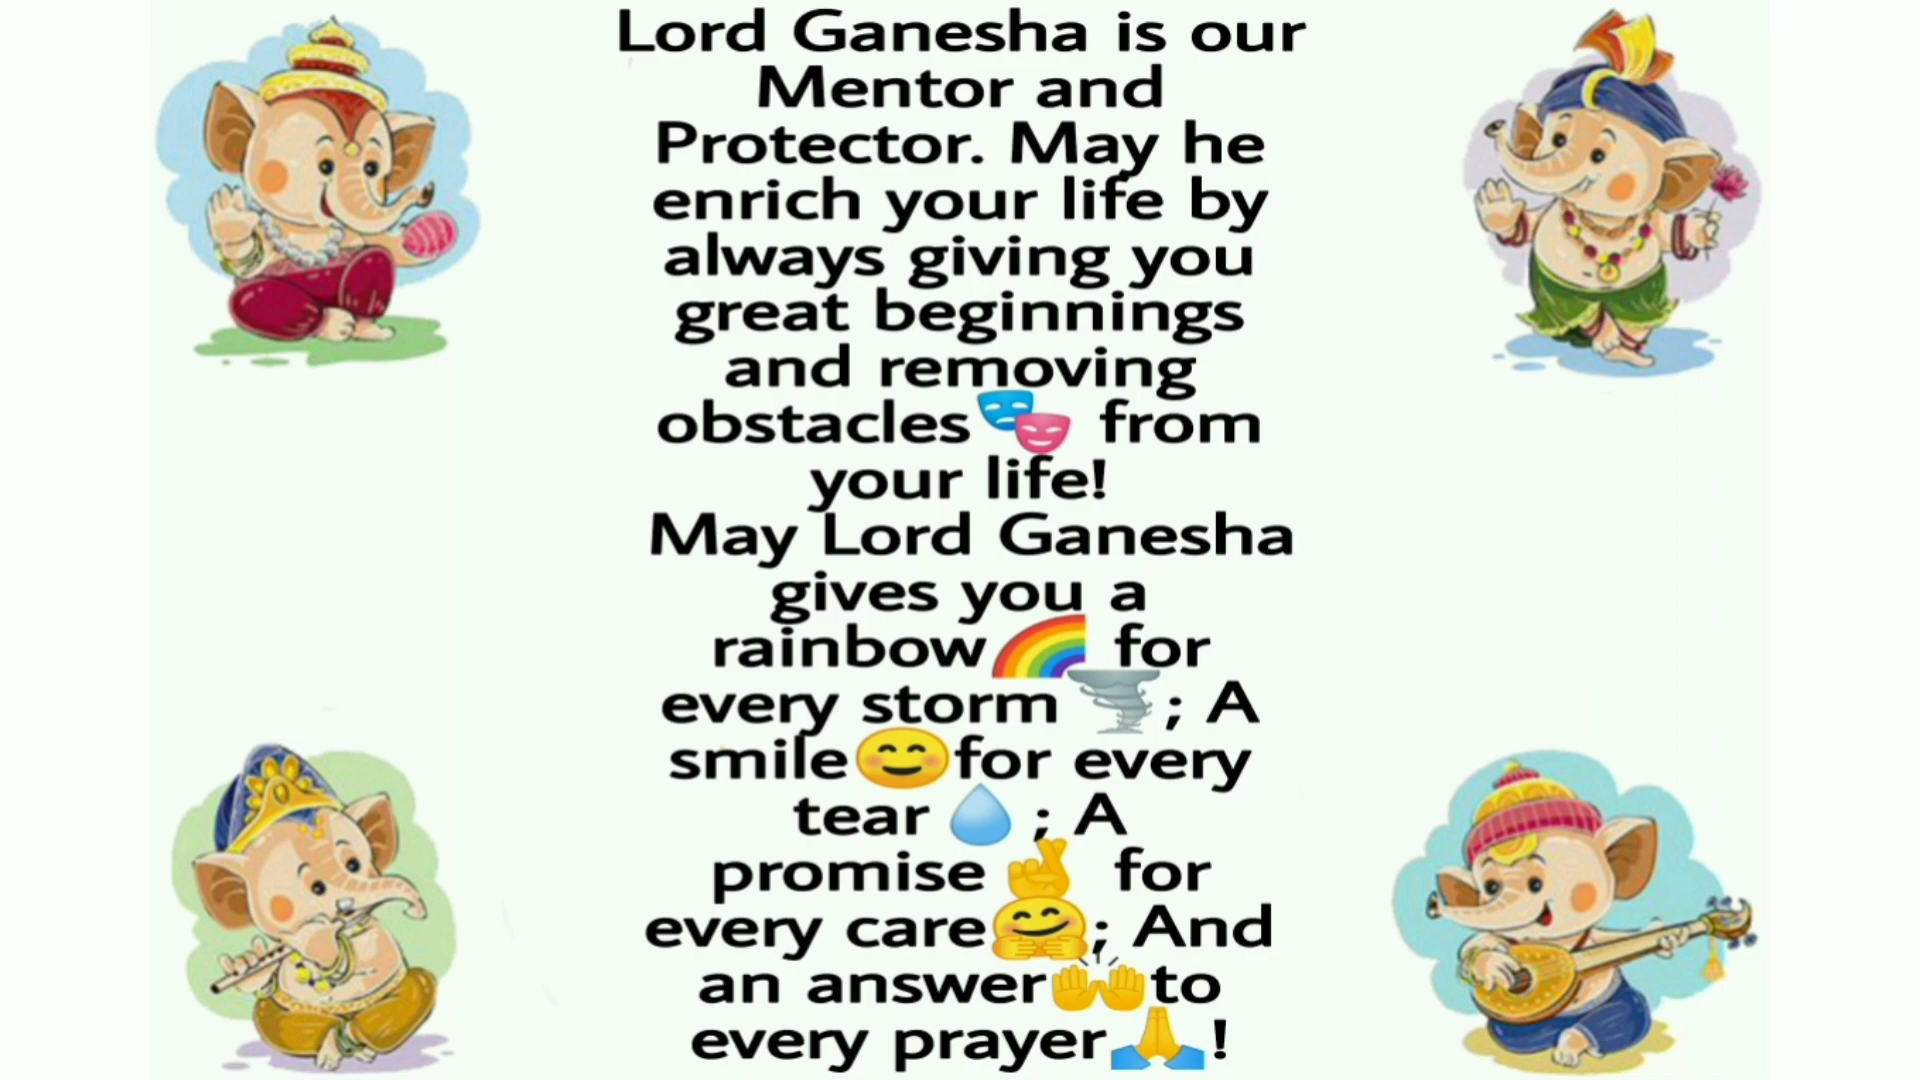 Lord Ganesha is our
Mentor and
Protector. May he
enrich your life by
always giving you
great beginnings
and removing
obstacles🎭 from
your life!
May Lord Ganesha
gives you a
rainbow🌈 for
every storm🌪️; A
smile😊for every
tear💧; A
promise🤞 for
every care🤗; And
an answer🙌to
every prayer🙏!